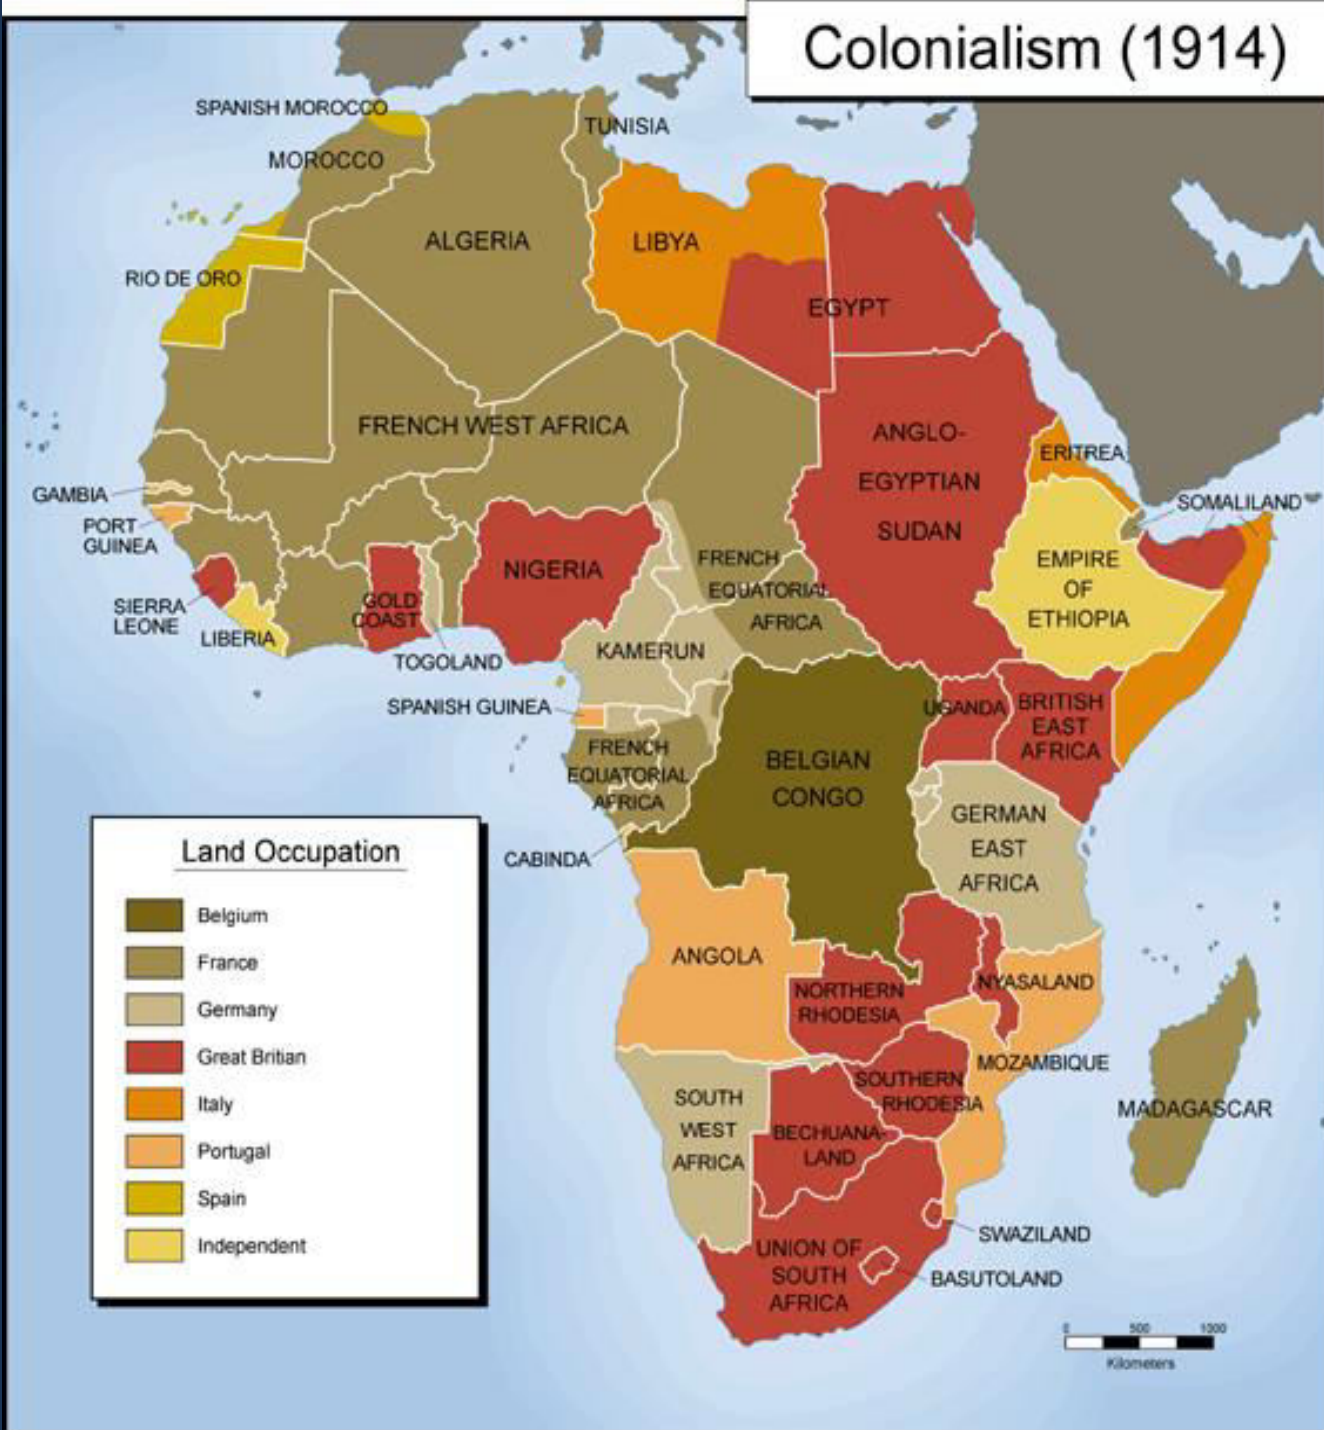 Colonialism (1914)
SPANISH MOROCCO
TUNISIA
MOROCCO
ALGERIA
LIBYA
RIO DE ORO
EGYPT
FRENCH WEST AFRICA
ANGLO-
EGYPTIAN
SUDAN
ERITREA
GAMBIA
SOMALILAND
PORT
GUINEA
NIGERIA
FRENCH
EQUATORIAL
AFRICA
EMPIRE
OF
ETHIOPIA
SIERRA
LEONE
GOLD
COAST
LIBERIA
TOGOLAND
KAMERUN
SPANISH GUINEA
UGANDA
BRITISH
EAST
AFRICA
FRENCH
EQUATORIAL
AFRICA
BELGIAN
CONGO
GERMAN
EAST
AFRICA
CABINDA
Land Occupation
Belgium
France
Germany
Great Britian
Italy
Portugal
Spain
Independent
ANGOLA
NORTHERN
RHODESIA
NYASALAND
MOZAMBIQUE
SOUTHERN
RHODESIA
MADAGASCAR
SOUTH
WEST
AFRICA
BECHUANA-
LAND
SWAZILAND
UNION OF
SOUTH
AFRICA
BASUTOLAND
0 500 1000
Kilometers